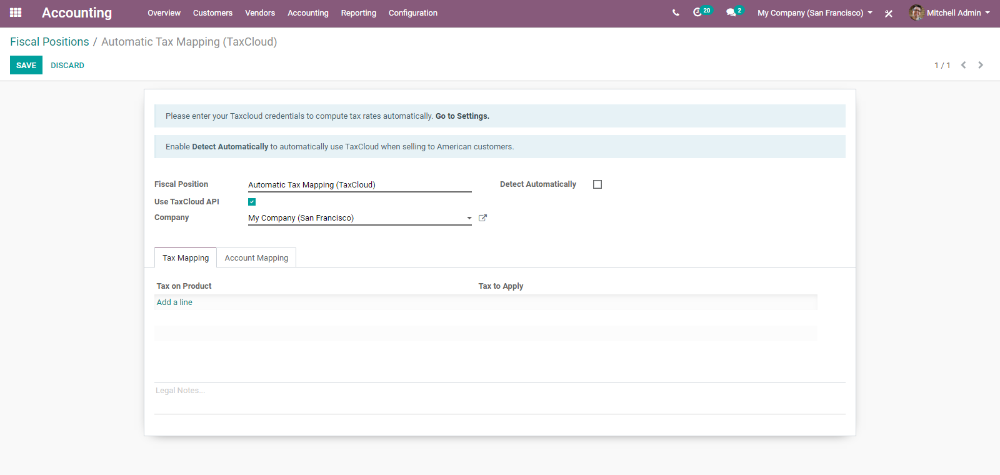 Accounting Overview Customers Vendors Accounting Reporting Configuration 20 2 My Company (San Francisco) Mitchell Admin
Fiscal Positions / Automatic Tax Mapping (TaxCloud)
SAVE DISCARD 1 / 1
Please enter your Taxcloud credentials to compute tax rates automatically. Go to Settings.
Enable Detect Automatically to automatically use TaxCloud when selling to American customers.
Fiscal Position Automatic Tax Mapping (TaxCloud) Detect Automatically
Use TaxCloud API
Company My Company (San Francisco)
Tax Mapping Account Mapping
Tax on Product Tax to Apply
Add a line
Legal Notes...